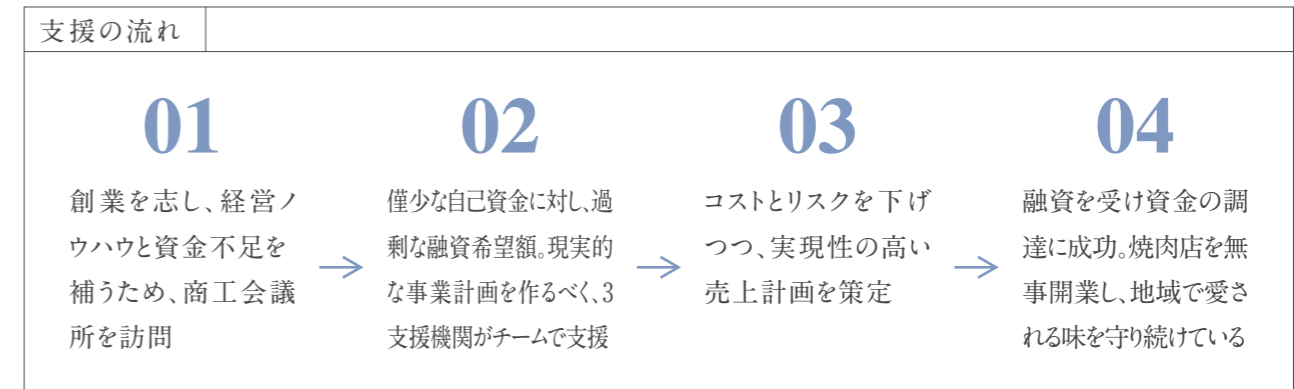 支援の流れ
01
創業を志し、経営ノ
ウハウと資金不足を
補うため、商工会議
所を訪問
02
僅少な自己資金に対し、過
剰な融資希望額。現実的
な事業計画を作るべく、3
支援機関がチームで支援
03
コストとリスクを下げ
つつ、実現性の高い
売上計画を策定
04
融資を受け資金の調
達に成功。焼肉店を無
事開業し、地域で愛さ
れる味を守り続けている